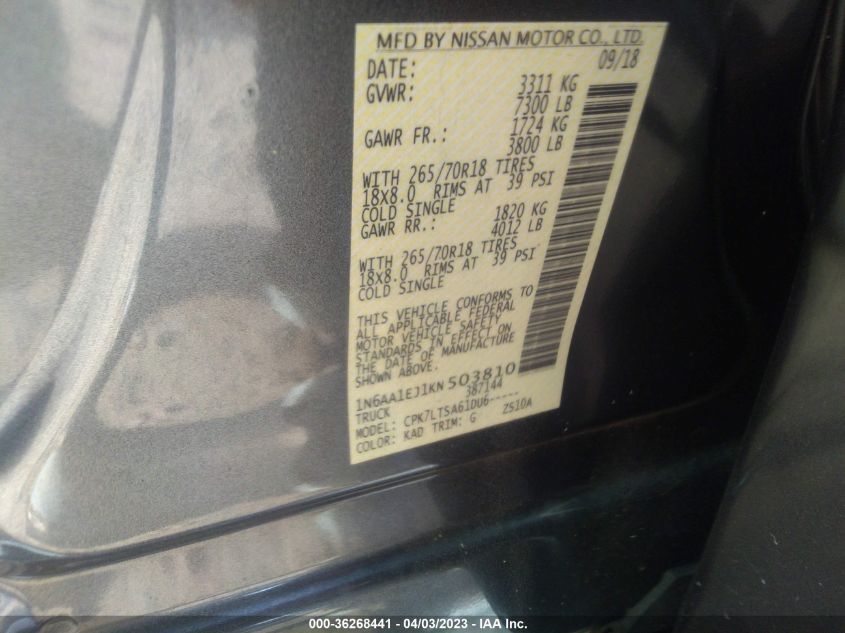 MFD BY NISSAN MOTOR CO., LTD.
DATE: 09/18
GVWR: 3311 KG
7300 LB
GAWR FR.: 1724 KG
3800 LB
WITH 265/70R18 TIRES
18X8.0 RIMS AT 39 PSI
COLD SINGLE
GAWR RR.: 1820 KG
4012 LB
WITH 265/70R18 TIRES
18X8.0 RIMS AT 39 PSI
COLD SINGLE
THIS VEHICLE CONFORMS TO
ALL APPLICABLE FEDERAL
MOTOR VEHICLE SAFETY
STANDARDS IN EFFECT ON
THE DATE OF MANUFACTURE
SHOWN ABOVE.
1N6AA1EJ1KN 503810
TRUCK 387144
MODEL: CPK7LTSA61DU6-----
COLOR: KAD TRIM: G ZS10A
000-36268441 - 04/03/2023 - IAA Inc.